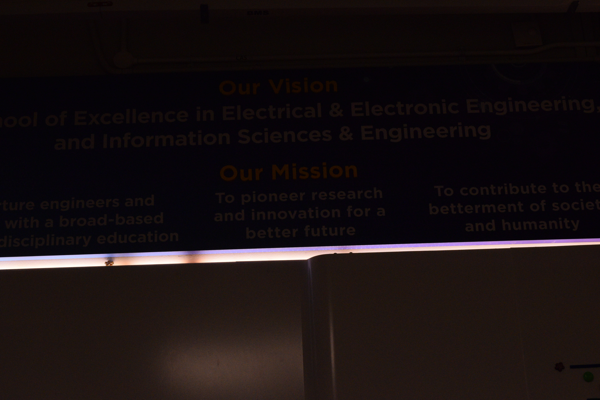 Our Vision
ool of Excellence in Electrical & Electronic Engineering,
and Information Sciences & Engineering
Our Mission
ture engineers and
with a broad-based
disciplinary education
To pioneer research
and innovation for a
better future
To contribute to the
betterment of societ
and humanity